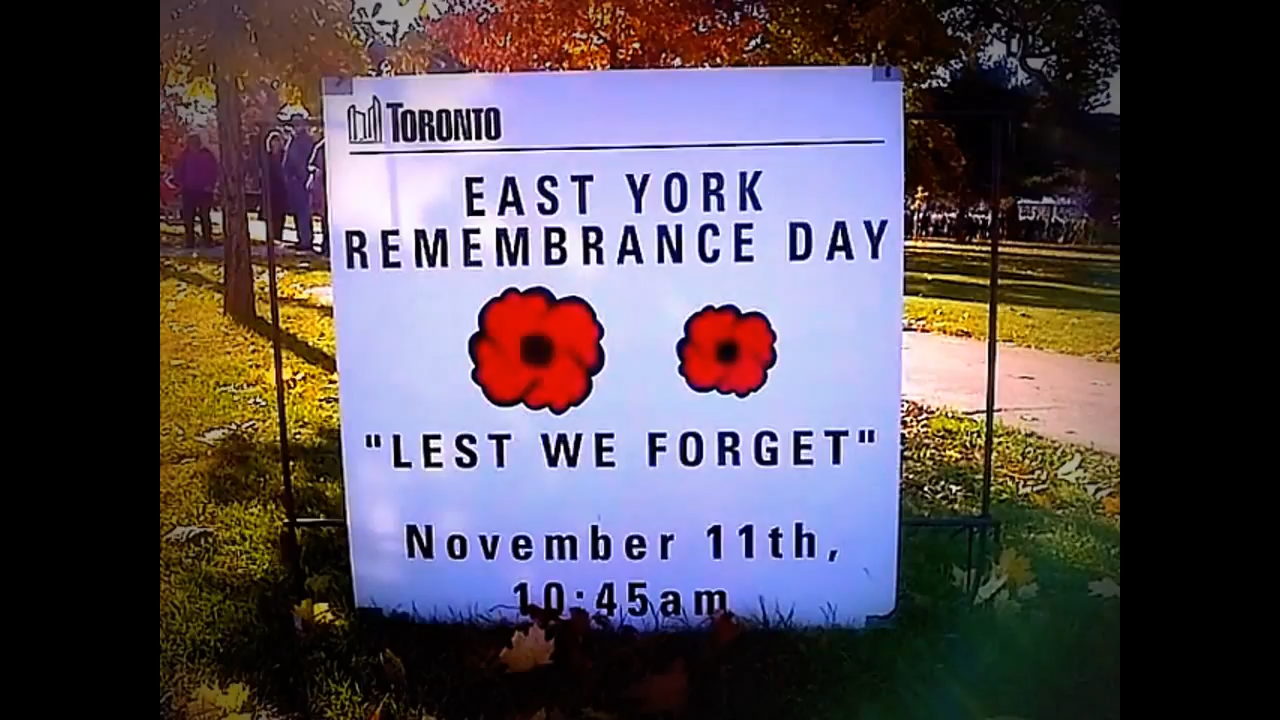 TORONTO
EAST YORK
REMEMBRANCE DAY
"LEST WE FORGET"
November 11th,
10:45am